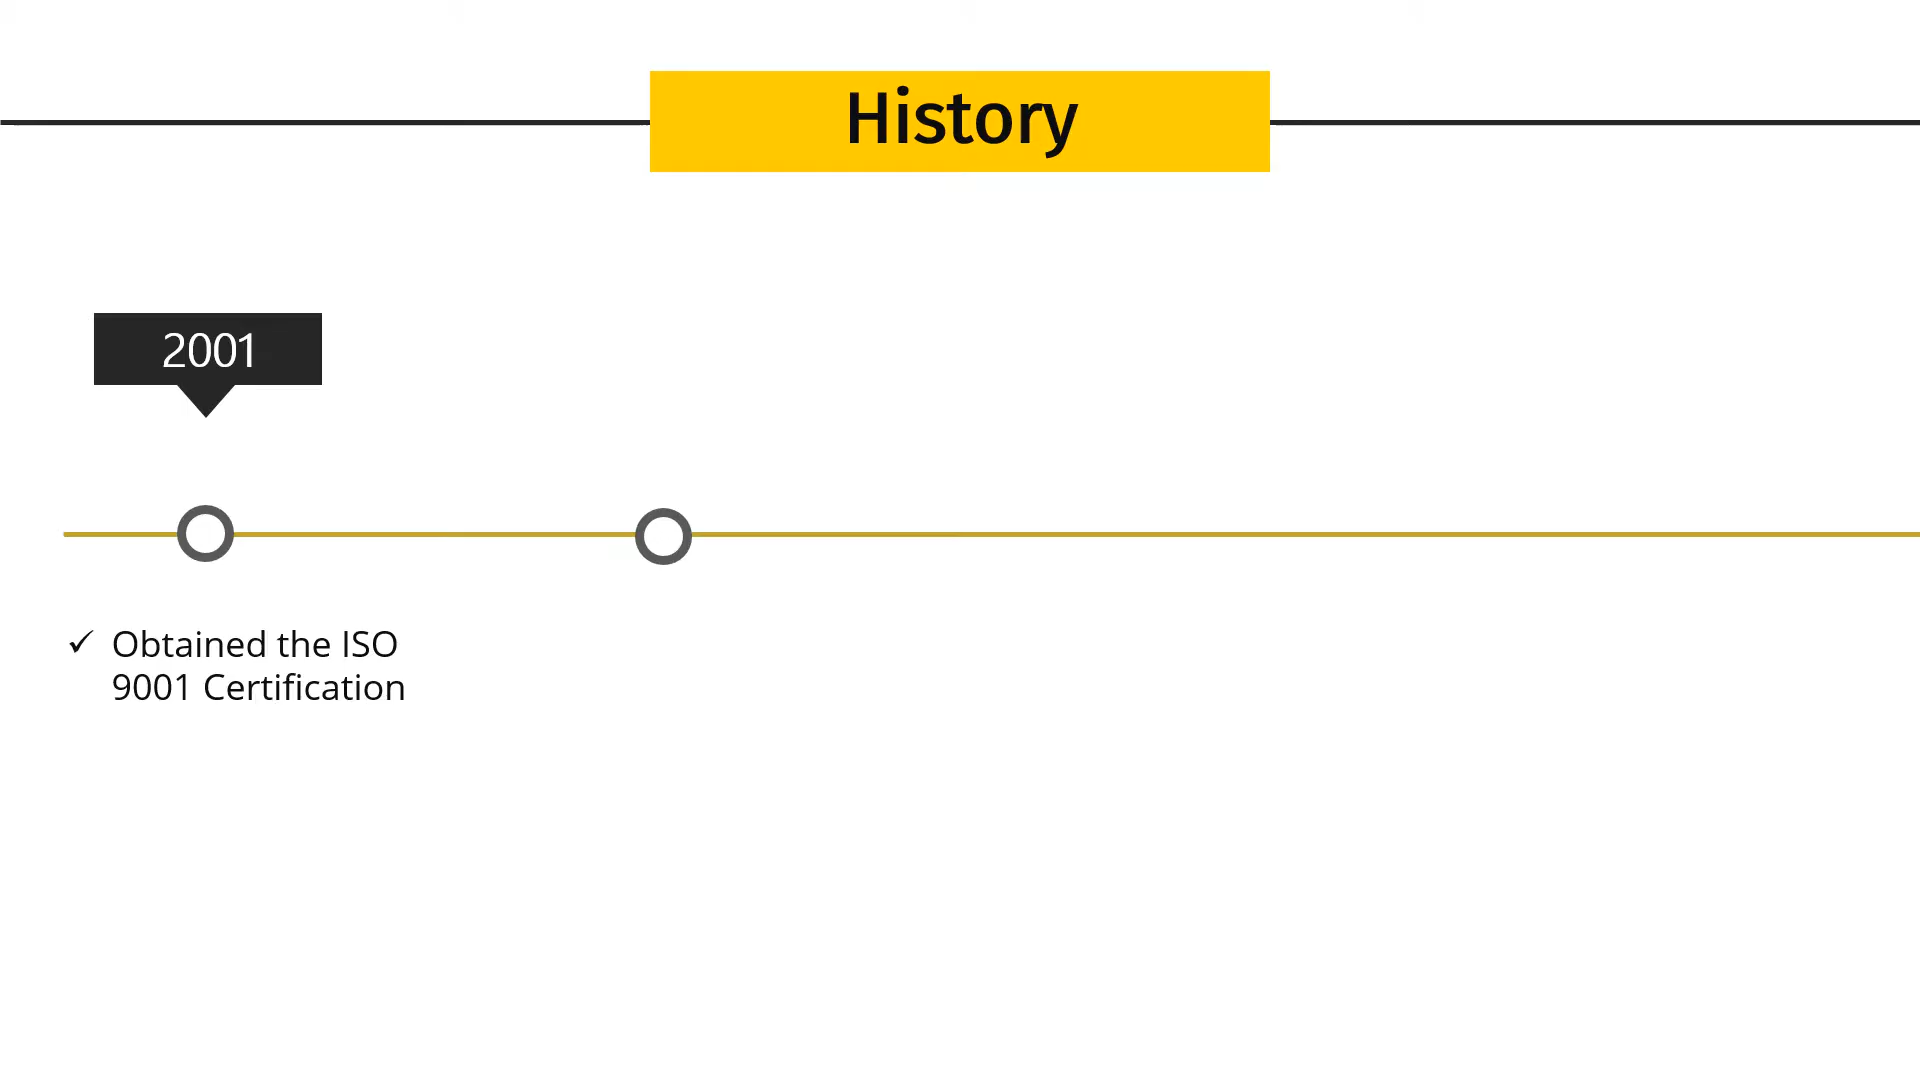 History
2001
✓ Obtained the ISO
9001 Certification